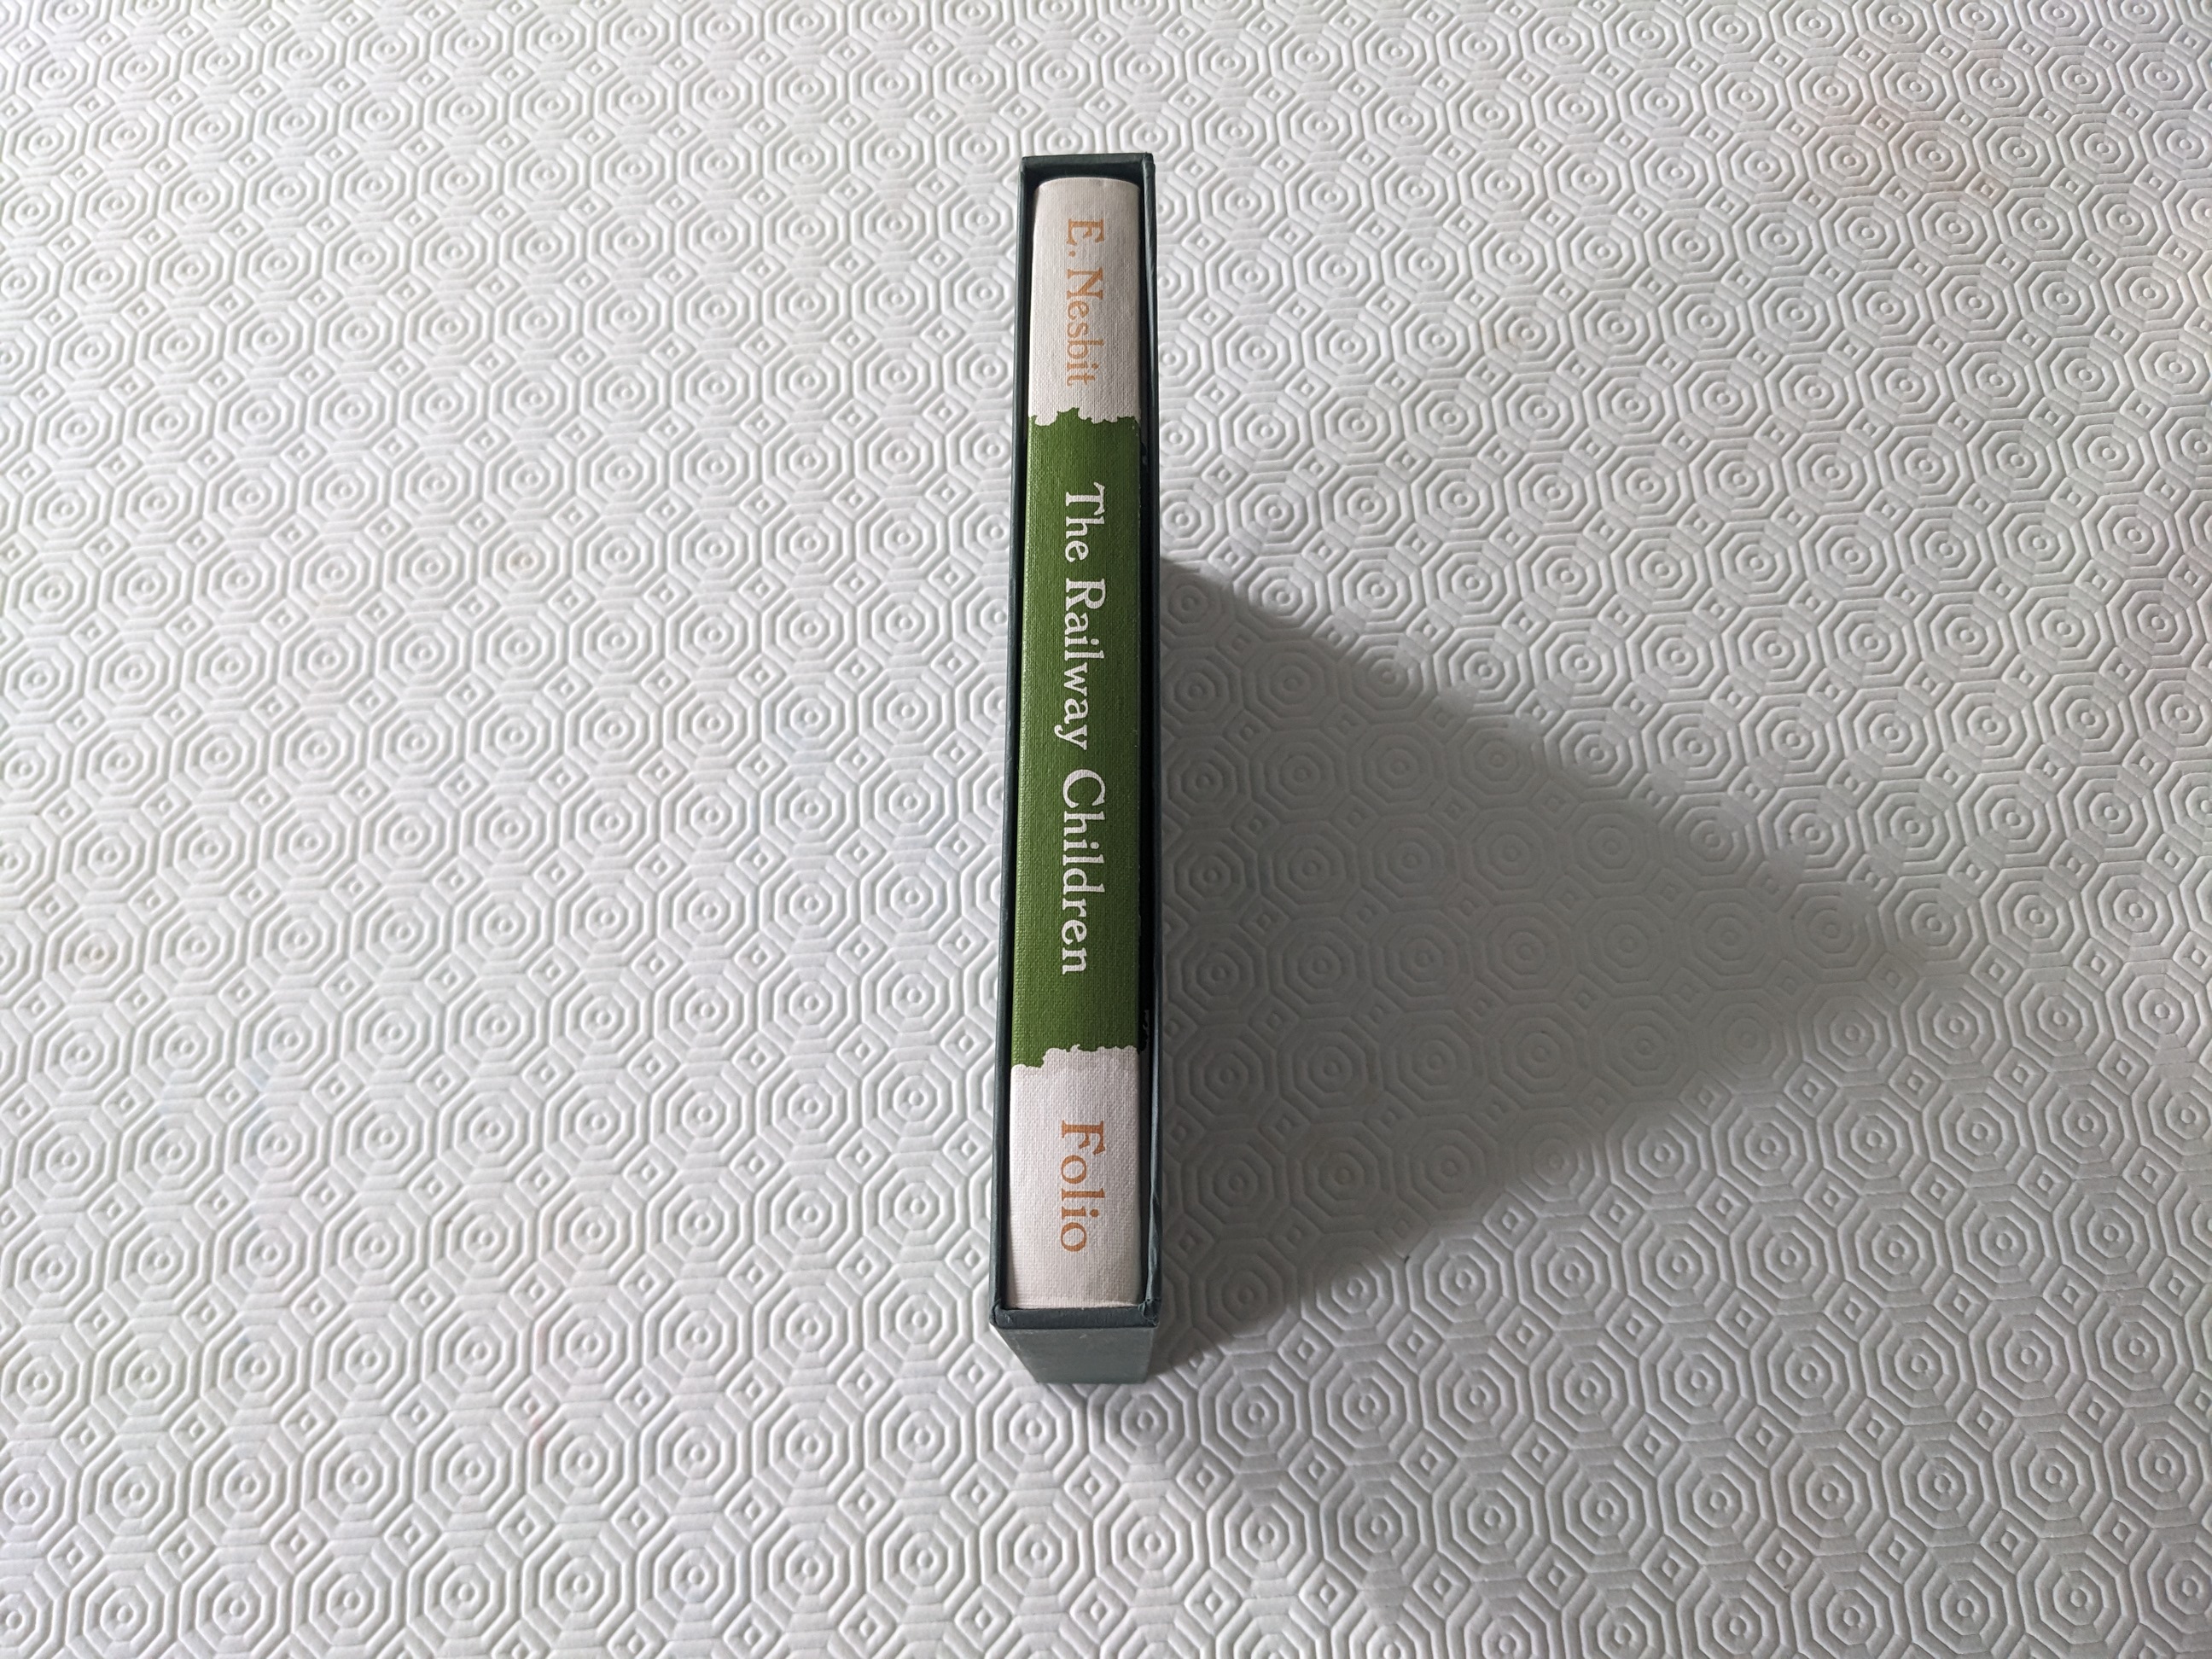 E. Nesbit
The Railway Children
Folio